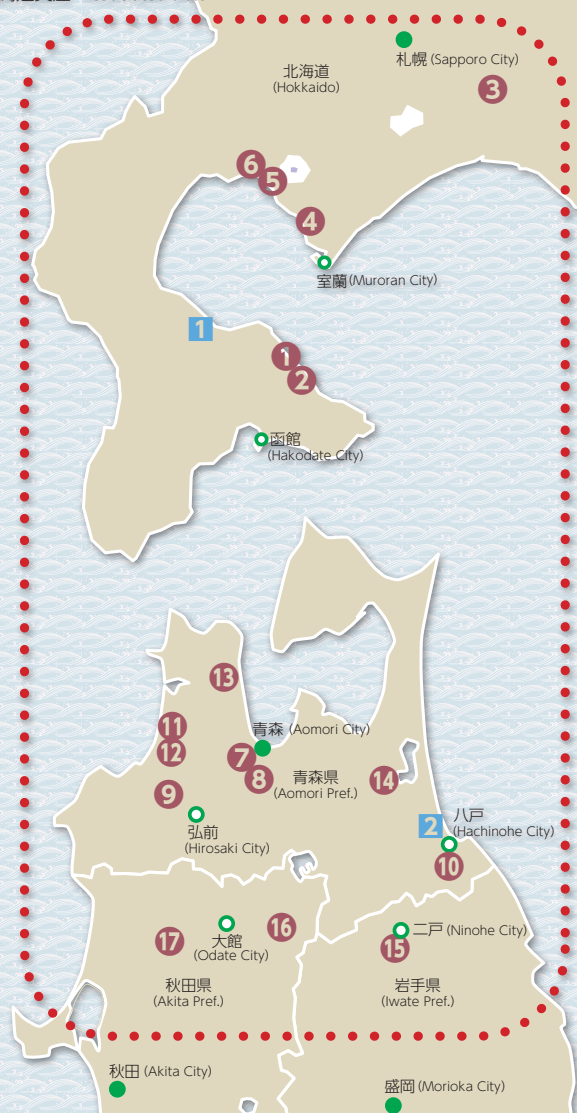 札幌 (Sapporo City)
北海道
(Hokkaido)
3
6
5
4
室蘭 (Muroran City)
1
1
2
函館
(Hakodate City)
13
11
青森 (Aomori City)
12
7
8
青森県
(Aomori Pref.)
14
9
弘前
(Hirosaki City)
2
八戸
(Hachinohe City)
10
16
17
大館
(Odate City)
二戸 (Ninohe City)
15
秋田県
(Akita Pref.)
岩手県
(Iwate Pref.)
秋田 (Akita City)
盛岡 (Morioka City)